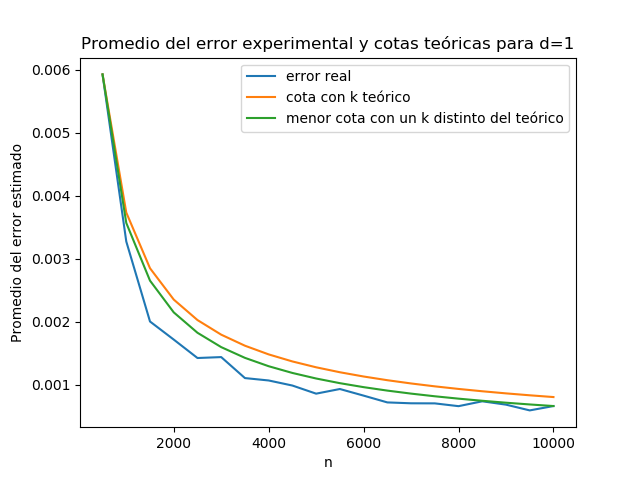 Promedio del error experimental y cotas teóricas para d=1
error real
cota con k teórico
menor cota con un k distinto del teórico
Promedio del error estimado
0.006
0.005
0.004
0.003
0.002
0.001
2000 4000 6000 8000 10000
n